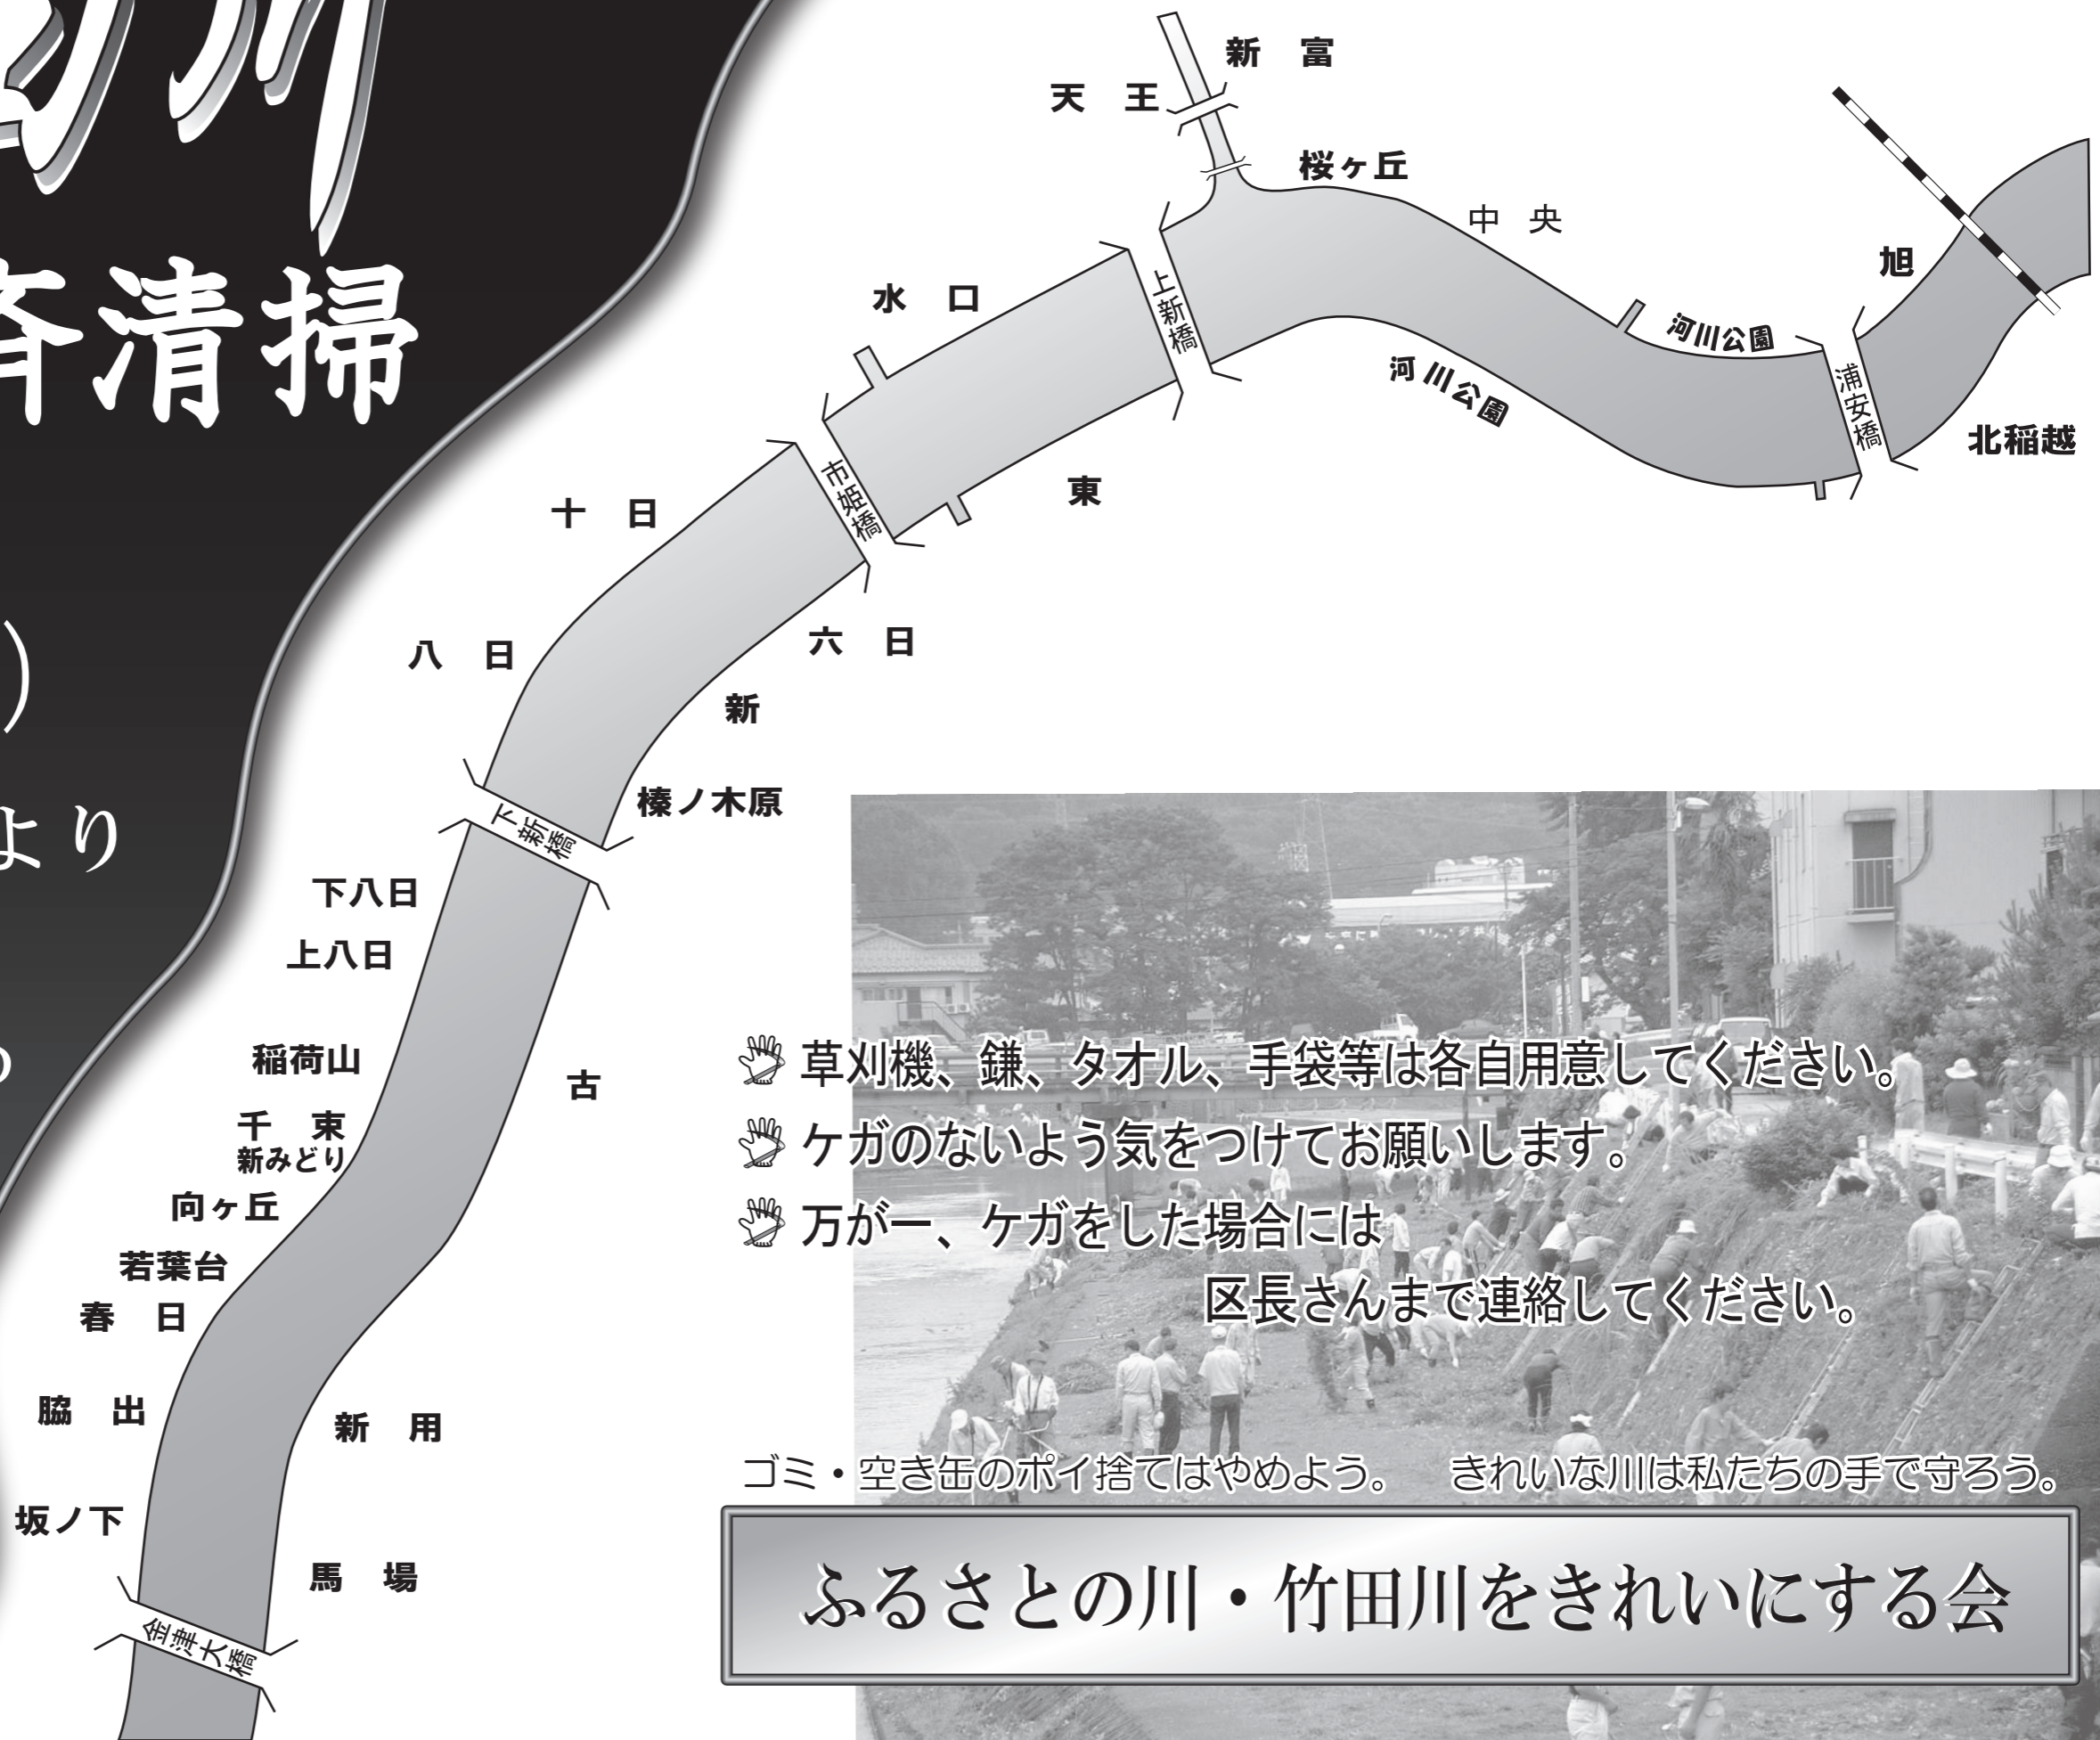 川
斉清掃
）
より
新　富
天　王
桜ヶ丘
中　央
旭
水　口
上新橋
河川公園
河川公園
浦安橋
北稲越
市姫橋
東
十　日
八　日
六　日
新
榛ノ木原
下新橋
下八日
上八日
稲荷山
古
千　束
新みどり
向ヶ丘
若葉台
春　日
脇　出
新　用
坂ノ下
馬　場
金津大橋
草刈機、鎌、タオル、手袋等は各自用意してください。
ケガのないよう気をつけてお願いします。
万が一、ケガをした場合には
区長さんまで連絡してください。
ゴミ・空き缶のポイ捨てはやめよう。　きれいな川は私たちの手で守ろう。
ふるさとの川・竹田川をきれいにする会